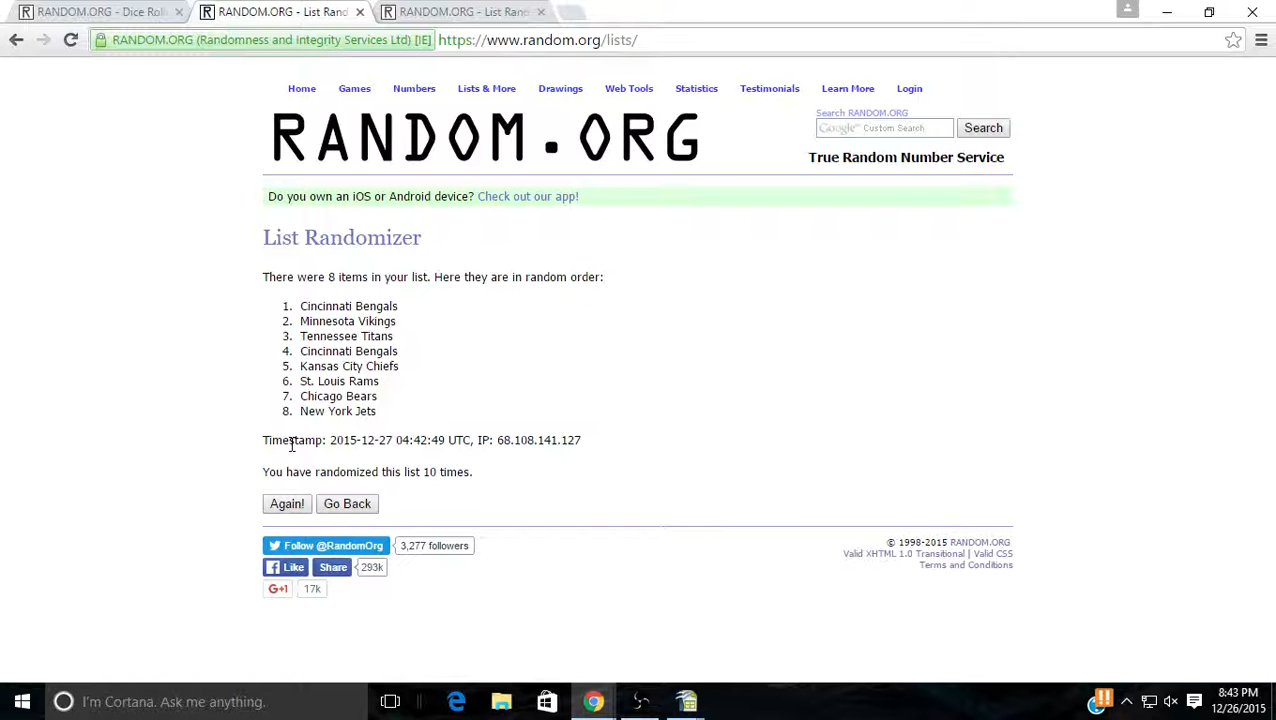 RANDOM.ORG - Dice Roll
RANDOM.ORG - List Rand
RANDOM.ORG - List Ran
RANDOM.ORG (Randomness and Integrity Services Ltd) [IE]
https://www.random.org/lists/
Home Games Numbers Lists & More Drawings Web Tools Statistics Testimonials Learn More Login
RANDOM.ORG
Search RANDOM.ORG
Google™ Custom Search
Search
True Random Number Service
Do you own an iOS or Android device? Check out our app!
List Randomizer
There were 8 items in your list. Here they are in random order:
1. Cincinnati Bengals
2. Minnesota Vikings
3. Tennessee Titans
4. Cincinnati Bengals
5. Kansas City Chiefs
6. St. Louis Rams
7. Chicago Bears
8. New York Jets
Timestamp: 2015-12-27 04:42:49 UTC, IP: 68.108.141.127
You have randomized this list 10 times.
Again! Go Back
Follow @RandomOrg 3,277 followers
Like Share 293k
G+1 17k
© 1998-2015 RANDOM.ORG
Valid XHTML 1.0 Transitional | Valid CSS
Terms and Conditions
I'm Cortana. Ask me anything.
8:43 PM
12/26/2015